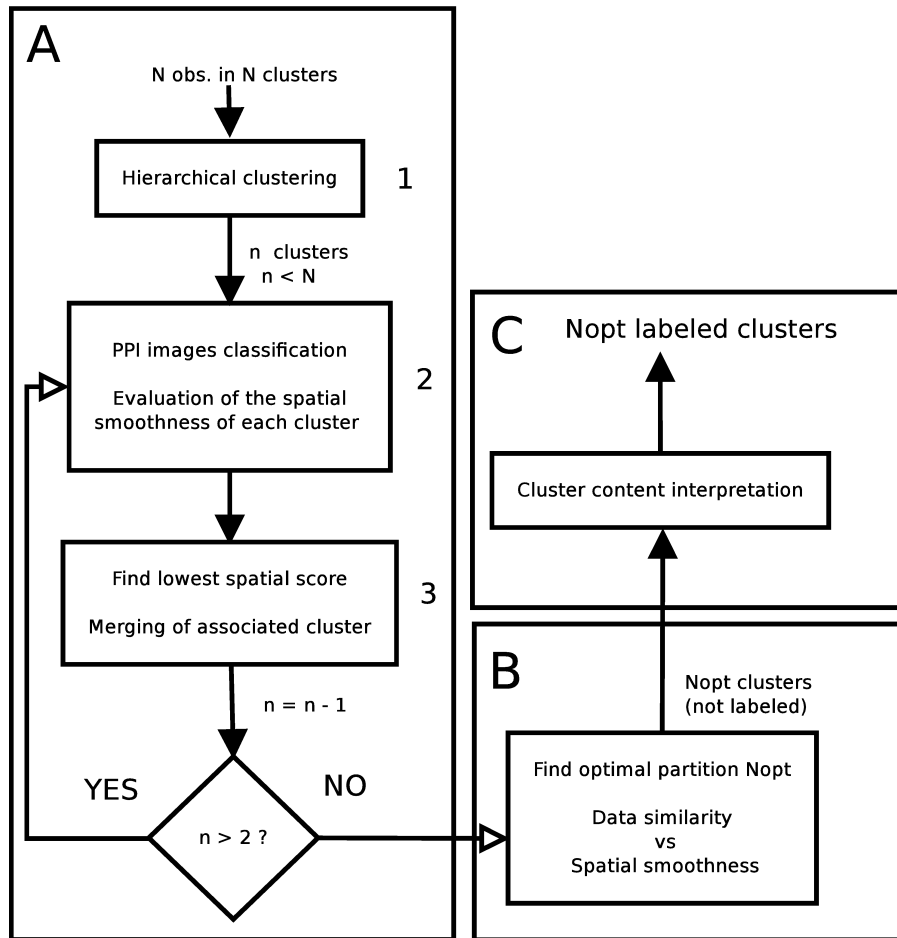 A
N obs. in N clusters
Hierarchical clustering
1
n clusters
n < N
PPI images classification
Evaluation of the spatial
smoothness of each cluster
2
Find lowest spatial score
Merging of associated cluster
3
n = n - 1
YES
NO
n > 2 ?
B
Nopt clusters
(not labeled)
Find optimal partition Nopt
Data similarity
vs
Spatial smoothness
C
Nopt labeled clusters
Cluster content interpretation